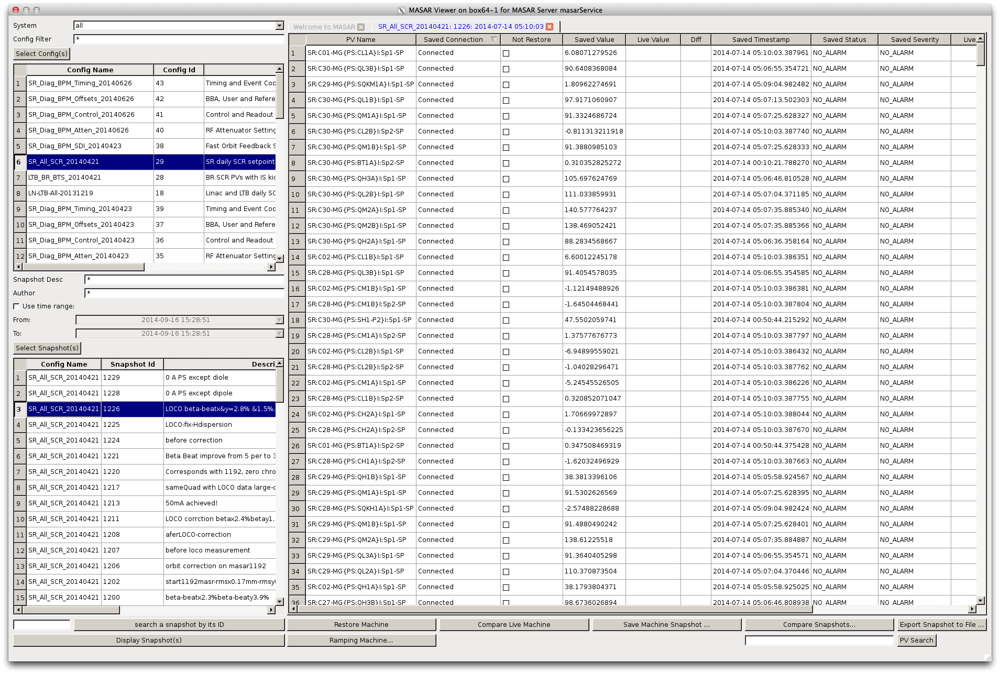 MASAR Viewer on box64-1 for MASAR Server masarService
System all
Config Filter *
Select Config(s)
Config Name Config Id
1 SR_Diag_BPM_Timing_20140626 43 Timing and Event Coc
2 SR_Diag_BPM_Offsets_20140626 42 BBA, User and Refere
3 SR_Diag_BPM_Control_20140626 41 Control and Readout
4 SR_Diag_BPM_Atten_20140626 40 RF Attenuator Setting
5 SR_Diag_BPM_SDI_20140423 38 Fast Orbit Feedback S
6 SR_All_SCR_20140421 29 SR daily SCR setpoint
7 LTB_BR_BTS_20140421 28 BR SCR PVs with IS kic
8 LN-LTB-All-20131219 18 Linac and LTB daily SC
9 SR_Diag_BPM_Timing_20140423 39 Timing and Event Coc
10 SR_Diag_BPM_Offsets_20140423 37 BBA, User and Refere
11 SR_Diag_BPM_Control_20140423 36 Control and Readout
12 SR_Diag_BPM_Atten_20140423 35 RF Attenuator Setting
Snapshot Desc *
Author *
Use time range:
From: 2014-09-16 15:28:51
To: 2014-09-16 15:28:51
Select Snapshot(s)
Config Name Snapshot Id Descri
1 SR_All_SCR_20140421 1229 0 A PS except diole
2 SR_All_SCR_20140421 1228 0 A PS except dipole
3 SR_All_SCR_20140421 1226 LOCO beta-beatx&y=2.8% &1.5%.
4 SR_All_SCR_20140421 1225 LOCO-fix-Hdispersion
5 SR_All_SCR_20140421 1224 before correction
6 SR_All_SCR_20140421 1221 Beta Beat improve from 5 per to 3
7 SR_All_SCR_20140421 1220 Corresponds with 1192, zero chro
8 SR_All_SCR_20140421 1217 sameQuad with LOCO data large-c
9 SR_All_SCR_20140421 1213 50mA achieved!
10 SR_All_SCR_20140421 1211 LOCO corrction betax2.4%betay1.
11 SR_All_SCR_20140421 1208 aferLOCO-correction
12 SR_All_SCR_20140421 1207 before loco measurement
13 SR_All_SCR_20140421 1206 orbit correction on masar1192
14 SR_All_SCR_20140421 1202 start1192masr-rmsx0.17mm-rmsy(
15 SR_All_SCR_20140421 1200 beta-beatx2.3%beta-beaty3.9%
search a snapshot by its ID
Display Snapshot(s)
Welcome to MASAR SR_All_SCR_20140421: 1226: 2014-07-14 05:10:03
PV Name Saved Connection Not Restore Saved Value Live Value Diff Saved Timestamp Saved Status Saved Severity Live
1 SR:C01-MG{PS:CL1A}I:Sp1-SP Connected 6.08071279526 2014-07-14 05:10:03.387961 NO_ALARM NO_ALARM
2 SR:C30-MG{PS:QL3B}I:Sp1-SP Connected 90.6408368084 2014-07-14 05:06:55.354721 NO_ALARM NO_ALARM
3 SR:C29-MG{PS:SQKM1A}I:Sp1-SP Connected 1.80962274691 2014-07-14 05:09:04.982482 NO_ALARM NO_ALARM
4 SR:C30-MG{PS:QL1B}I:Sp1-SP Connected 97.9171060907 2014-07-14 05:07:13.502303 NO_ALARM NO_ALARM
5 SR:C30-MG{PS:QM1A}I:Sp1-SP Connected 91.3324686724 2014-07-14 05:07:25.628327 NO_ALARM NO_ALARM
6 SR:C30-MG{PS:CL2B}I:Sp2-SP Connected -0.811313211918 2014-07-14 05:10:03.387740 NO_ALARM NO_ALARM
7 SR:C30-MG{PS:QM1B}I:Sp1-SP Connected 91.3880985103 2014-07-14 05:07:25.628333 NO_ALARM NO_ALARM
8 SR:C30-MG{PS:BT1A}I:Sp2-SP Connected 0.310352825272 2014-07-14 00:10:21.788270 NO_ALARM NO_ALARM
9 SR:C30-MG{PS:QH3A}I:Sp1-SP Connected 105.697624769 2014-07-14 05:06:46.810528 NO_ALARM NO_ALARM
10 SR:C30-MG{PS:QL2B}I:Sp1-SP Connected 111.033859931 2014-07-14 05:07:04.371185 NO_ALARM NO_ALARM
11 SR:C30-MG{PS:QM2A}I:Sp1-SP Connected 140.577764237 2014-07-14 05:07:35.885340 NO_ALARM NO_ALARM
12 SR:C30-MG{PS:QM2B}I:Sp1-SP Connected 138.469052421 2014-07-14 05:07:35.885366 NO_ALARM NO_ALARM
13 SR:C30-MG{PS:QH2A}I:Sp1-SP Connected 88.2834568667 2014-07-14 05:06:36.358164 NO_ALARM NO_ALARM
14 SR:C02-MG{PS:CL1B}I:Sp1-SP Connected 6.60012245178 2014-07-14 05:10:03.386351 NO_ALARM NO_ALARM
15 SR:C28-MG{PS:QL3B}I:Sp1-SP Connected 91.4054578035 2014-07-14 05:06:55.354585 NO_ALARM NO_ALARM
16 SR:C02-MG{PS:CM1B}I:Sp1-SP Connected -1.12149488926 2014-07-14 05:10:03.386381 NO_ALARM NO_ALARM
17 SR:C28-MG{PS:CM1B}I:Sp2-SP Connected -1.64504468441 2014-07-14 05:10:03.387804 NO_ALARM NO_ALARM
18 SR:C30-MG{PS:SH1-P2}I:Sp1-SP Connected 47.5502059741 2014-07-14 00:50:44.215292 NO_ALARM NO_ALARM
19 SR:C28-MG{PS:CM1A}I:Sp2-SP Connected 1.37577676773 2014-07-14 05:10:03.387797 NO_ALARM NO_ALARM
20 SR:C02-MG{PS:CL2B}I:Sp1-SP Connected -6.94899559021 2014-07-14 05:10:03.386432 NO_ALARM NO_ALARM
21 SR:C28-MG{PS:CL2B}I:Sp2-SP Connected -1.04028296471 2014-07-14 05:10:03.387762 NO_ALARM NO_ALARM
22 SR:C02-MG{PS:CM1A}I:Sp1-SP Connected -5.24545526505 2014-07-14 05:10:03.386226 NO_ALARM NO_ALARM
23 SR:C28-MG{PS:CL1B}I:Sp2-SP Connected 0.320852071047 2014-07-14 05:10:03.387755 NO_ALARM NO_ALARM
24 SR:C02-MG{PS:CH2A}I:Sp1-SP Connected 1.70669972897 2014-07-14 05:10:03.388044 NO_ALARM NO_ALARM
25 SR:C28-MG{PS:CH2A}I:Sp2-SP Connected -0.133423656225 2014-07-14 05:10:03.387670 NO_ALARM NO_ALARM
26 SR:C01-MG{PS:BT1A}I:Sp2-SP Connected 0.347508469319 2014-07-14 00:50:44.375428 NO_ALARM NO_ALARM
27 SR:C28-MG{PS:CH1A}I:Sp2-SP Connected -1.62032496929 2014-07-14 05:10:03.387663 NO_ALARM NO_ALARM
28 SR:C29-MG{PS:QH1B}I:Sp1-SP Connected 38.3813396106 2014-07-14 05:05:58.924567 NO_ALARM NO_ALARM
29 SR:C29-MG{PS:QM1A}I:Sp1-SP Connected 91.5302626569 2014-07-14 05:07:25.628395 NO_ALARM NO_ALARM
30 SR:C28-MG{PS:SQKH1A}I:Sp1-SP Connected -2.57488228688 2014-07-14 05:09:04.982424 NO_ALARM NO_ALARM
31 SR:C29-MG{PS:QM1B}I:Sp1-SP Connected 91.4880490242 2014-07-14 05:07:25.628401 NO_ALARM NO_ALARM
32 SR:C29-MG{PS:QM2A}I:Sp1-SP Connected 138.61225518 2014-07-14 05:07:35.884887 NO_ALARM NO_ALARM
33 SR:C29-MG{PS:QL3A}I:Sp1-SP Connected 91.3640405298 2014-07-14 05:06:55.354571 NO_ALARM NO_ALARM
34 SR:C29-MG{PS:QL2A}I:Sp1-SP Connected 110.370873504 2014-07-14 05:07:04.370446 NO_ALARM NO_ALARM
35 SR:C02-MG{PS:QH1A}I:Sp1-SP Connected 38.1793804371 2014-07-14 05:05:58.925025 NO_ALARM NO_ALARM
36 SR:C27-MG{PS:QH3B}I:Sp1-SP Connected 98.6736026894 2014-07-14 05:06:46.808938 NO_ALARM NO_ALARM
Restore Machine Compare Live Machine Save Machine Snapshot ... Compare Snapshots... Export Snapshot to File ...
Ramping Machine... PV Search